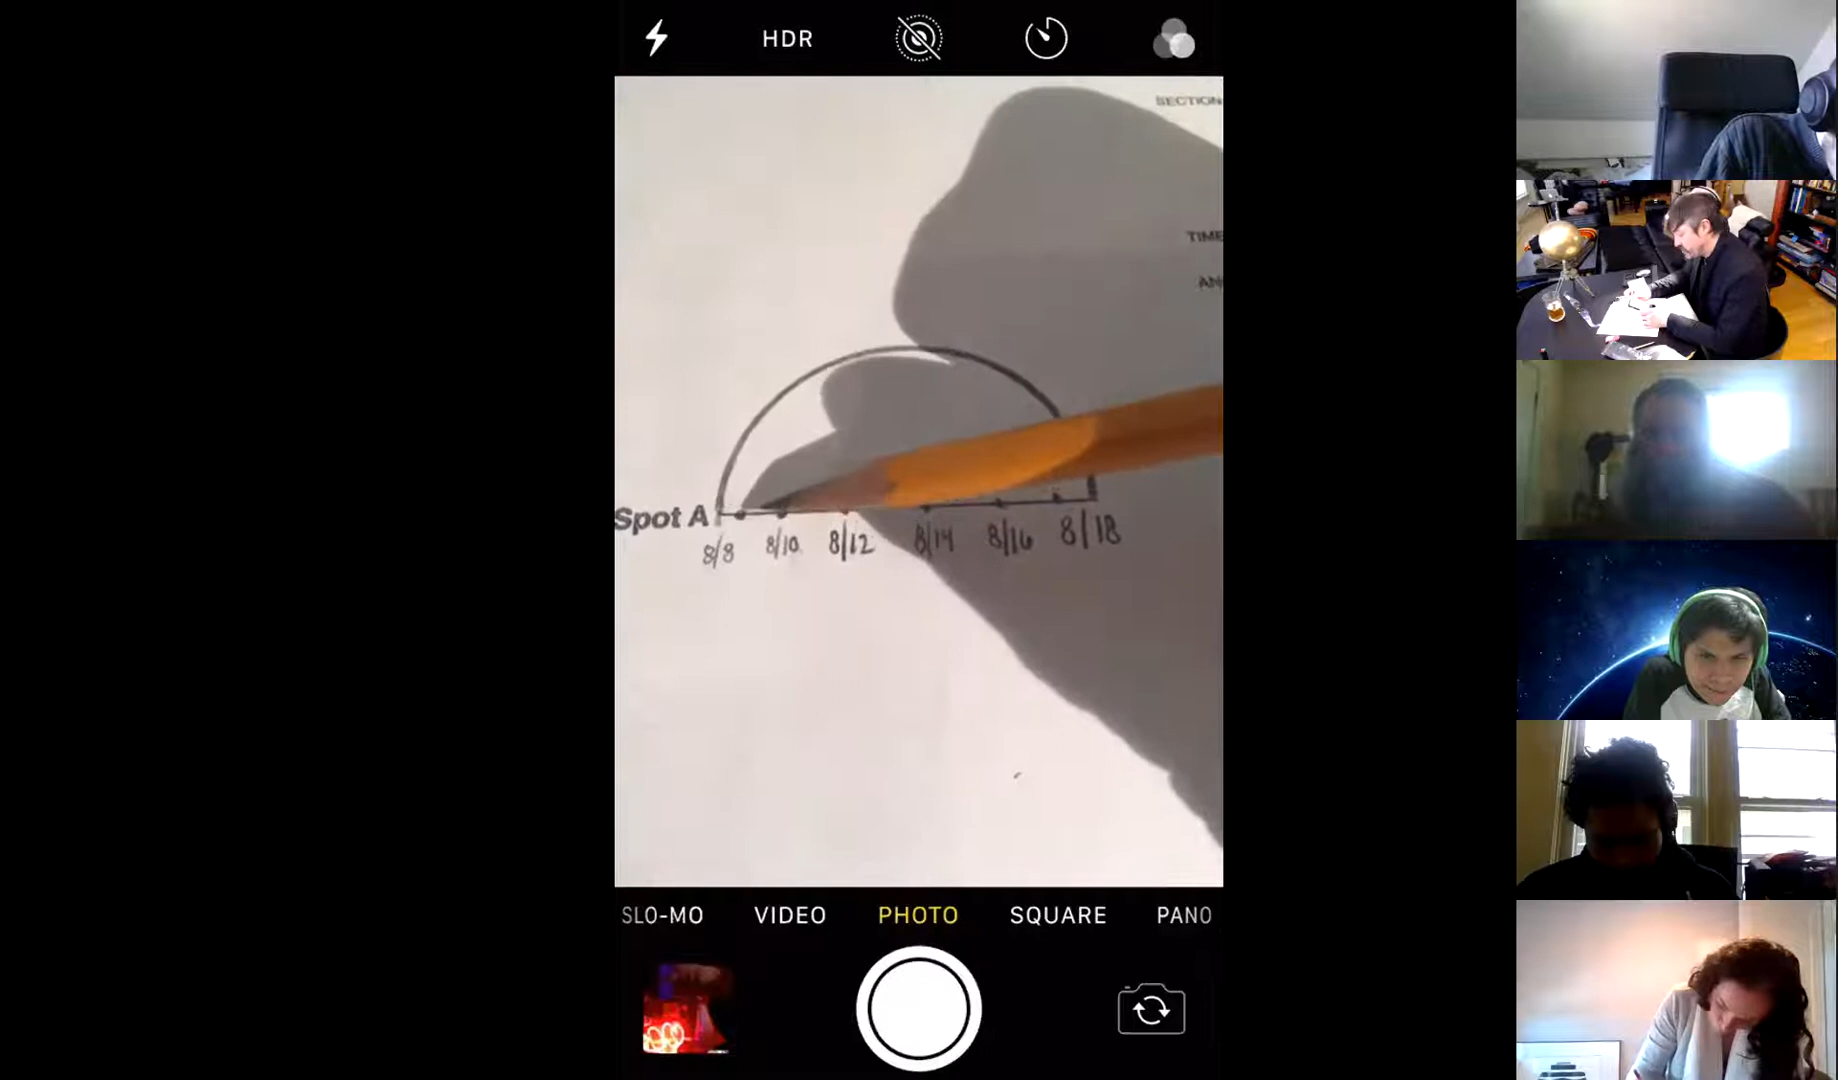 HDR
SECTION
TIME
AN
Spot A
8/8 8/10 8/12 8/14 8/16 8/18
SLO-MO VIDEO PHOTO SQUARE PANO